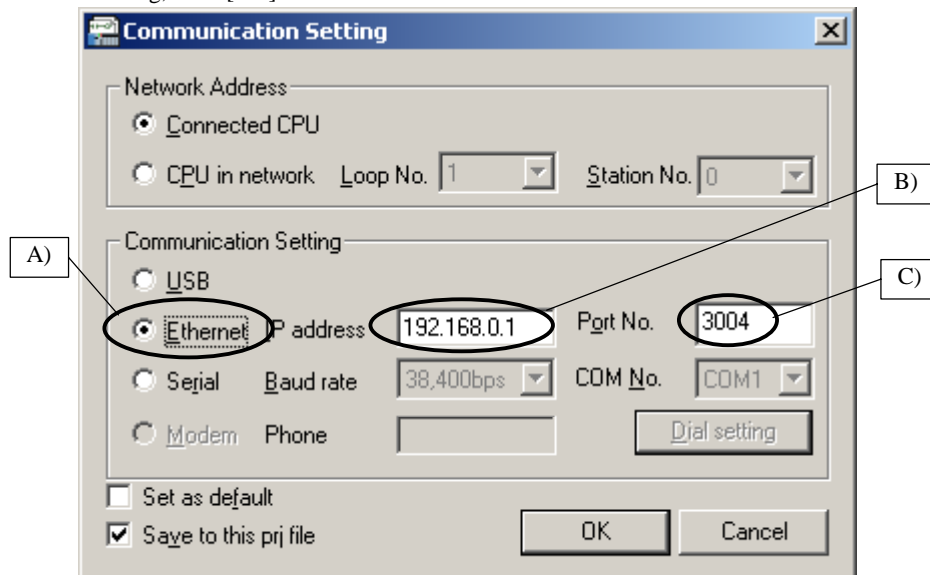 Communication Setting
Network Address
Connected CPU
CPU in network Loop No. 1 Station No. 0
B)
Communication Setting
A)
USB
C)
Ethernet IP address 192.168.0.1 Port No. 3004
Serial Baud rate 38,400bps COM No. COM1
Modem Phone Dial setting
Set as default
Save to this prj file OK Cancel